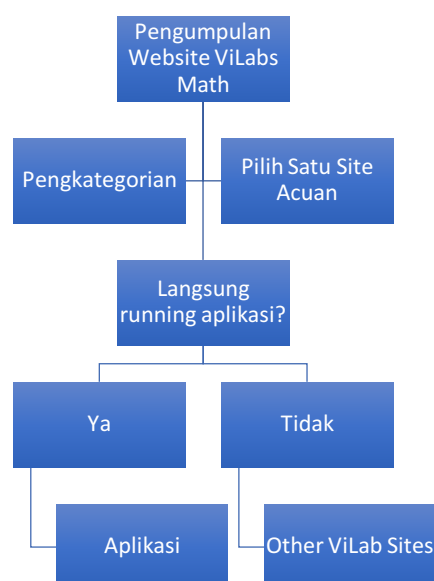 Pengumpulan
Website ViLabs
Math
Pengkategorian
Pilih Satu Site
Acuan
Langsung
running aplikasi?
Ya
Tidak
Aplikasi
Other ViLab Sites